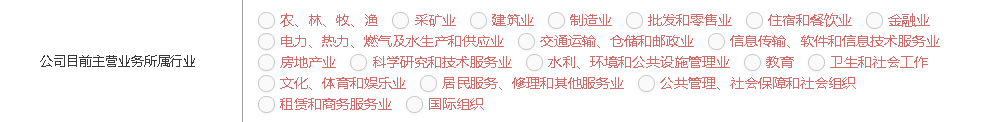 公司目前主营业务所属行业
农、林、牧、渔 采矿业 建筑业 制造业 批发和零售业 住宿和餐饮业 金融业
电力、热力、燃气及水生产和供应业 交通运输、仓储和邮政业 信息传输、软件和信息技术服务业
房地产业 科学研究和技术服务业 水利、环境和公共设施管理业 教育 卫生和社会工作
文化、体育和娱乐业 居民服务、修理和其他服务业 公共管理、社会保障和社会组织
租赁和商务服务业 国际组织